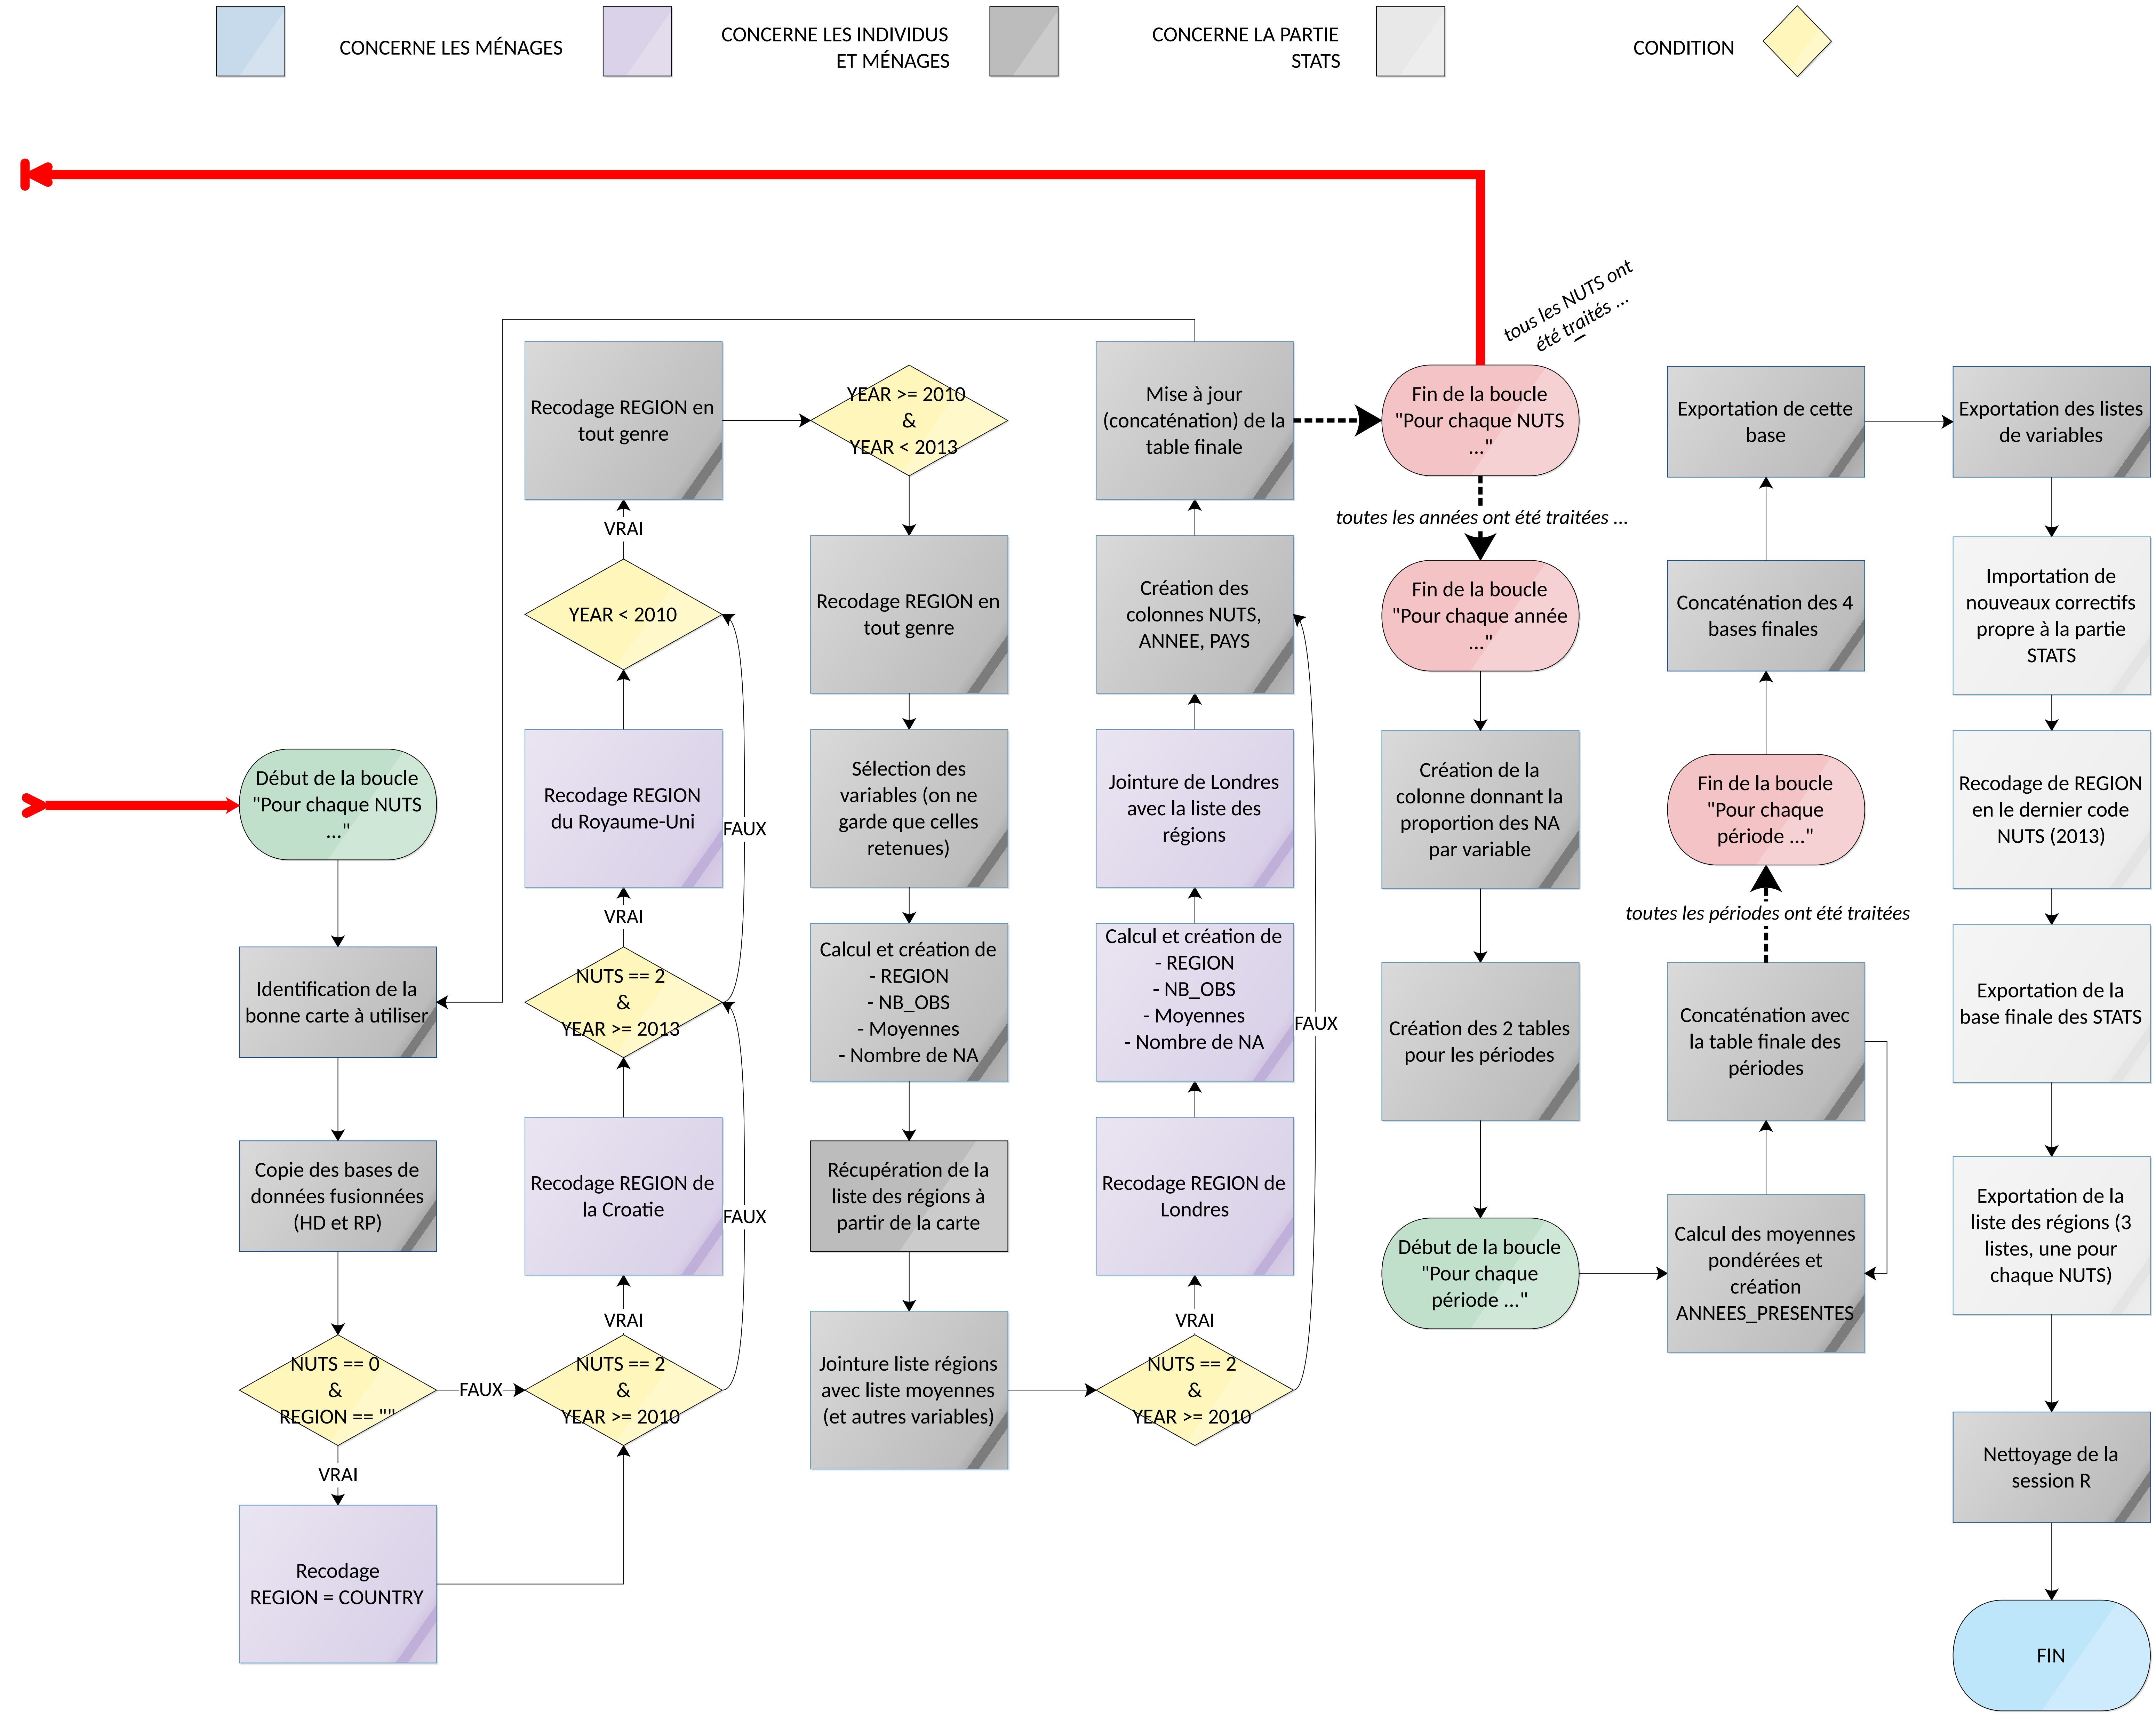 CONCERNE LES MÉNAGES
CONCERNE LES INDIVIDUS
ET MÉNAGES
CONCERNE LA PARTIE
STATS
CONDITION
tous les NUTS ont
été traités ...
Début de la boucle
"Pour chaque NUTS
..."
Identification de la
bonne carte à utiliser
Copie des bases de
données fusionnées
(HD et RP)
NUTS == 0
&
REGION == ""
FAUX
VRAI
Recodage
REGION = COUNTRY
Recodage REGION en
tout genre
VRAI
YEAR < 2010
Recodage REGION
du Royaume-Uni
FAUX
VRAI
NUTS == 2
&
YEAR >= 2013
Recodage REGION de
la Croatie
FAUX
VRAI
NUTS == 2
&
YEAR >= 2010
YEAR >= 2010
&
YEAR < 2013
Recodage REGION en
tout genre
Sélection des
variables (on ne
garde que celles
retenues)
Calcul et création de
- REGION
- NB_OBS
- Moyennes
- Nombre de NA
Récupération de la
liste des régions à
partir de la carte
Jointure liste régions
avec liste moyennes
(et autres variables)
Mise à jour
(concaténation) de la
table finale
Création des
colonnes NUTS,
ANNEE, PAYS
Jointure de Londres
avec la liste des
régions
Calcul et création de
- REGION
- NB_OBS
- Moyennes
- Nombre de NA
FAUX
Recodage REGION de
Londres
VRAI
NUTS == 2
&
YEAR >= 2010
Fin de la boucle
"Pour chaque NUTS
..."
toutes les années ont été traitées ...
Fin de la boucle
"Pour chaque année
..."
Création de la
colonne donnant la
proportion des NA
par variable
Création des 2 tables
pour les périodes
Début de la boucle
"Pour chaque
période ..."
Exportation de cette
base
Concaténation des 4
bases finales
Fin de la boucle
"Pour chaque
période ..."
toutes les périodes ont été traitées
Concaténation avec
la table finale des
périodes
Calcul des moyennes
pondérées et
création
ANNEES_PRESENTES
Exportation des listes
de variables
Importation de
nouveaux correctifs
propre à la partie
STATS
Recodage de REGION
en le dernier code
NUTS (2013)
Exportation de la
base finale des STATS
Exportation de la
liste des régions (3
listes, une pour
chaque NUTS)
Nettoyage de la
session R
FIN